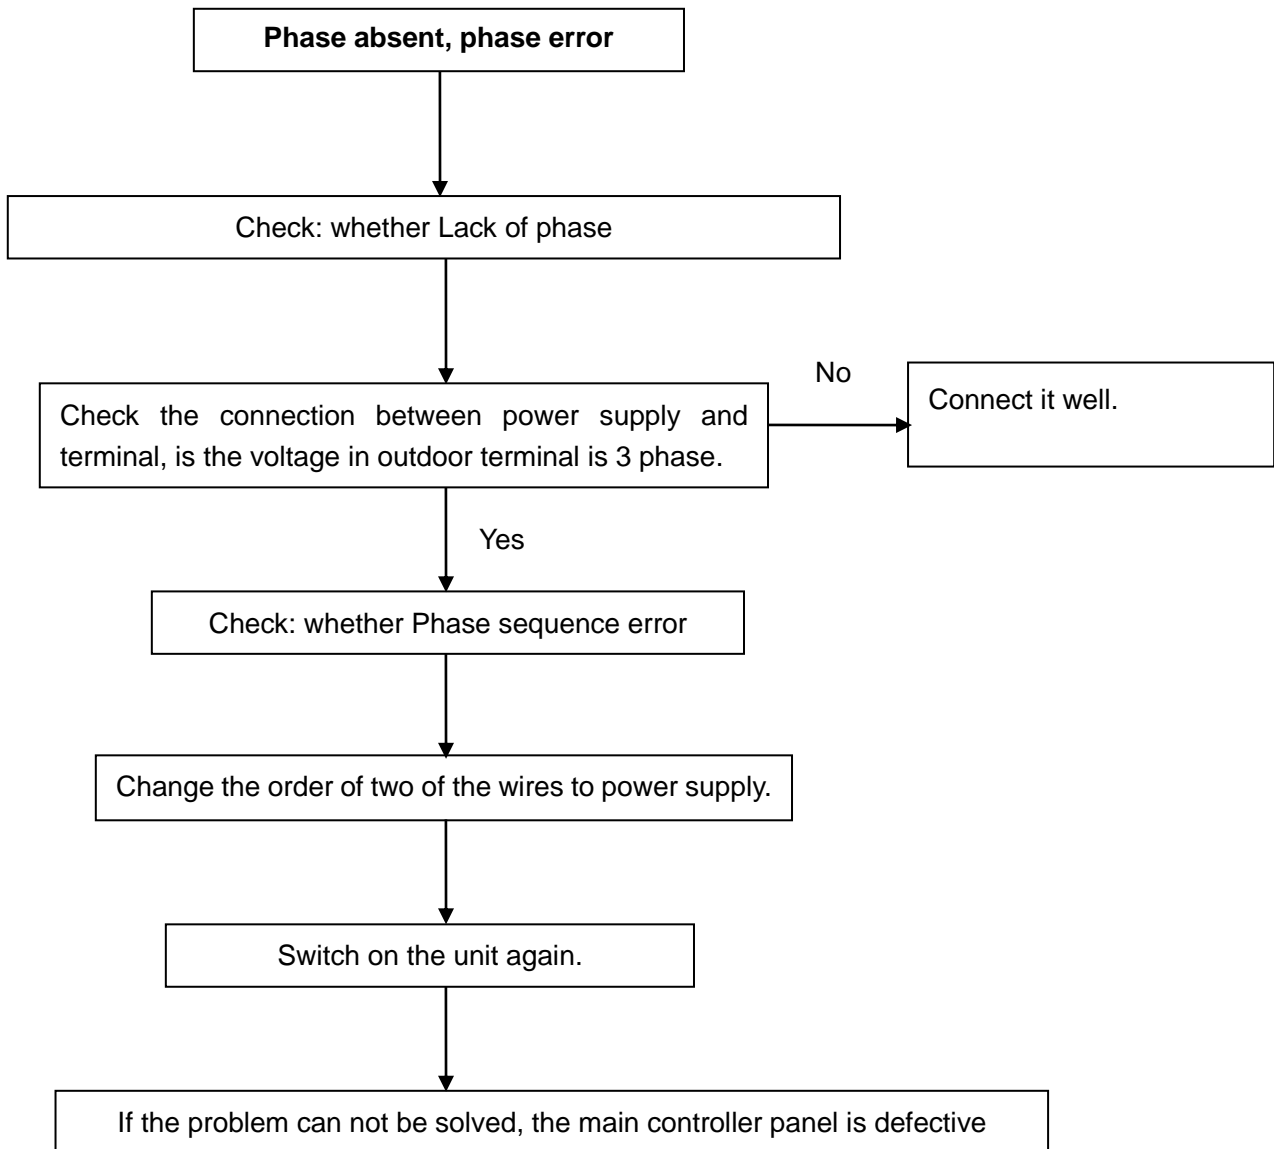 Phase absent, phase error
Check: whether Lack of phase
No
Connect it well.
Check the connection between power supply and
terminal, is the voltage in outdoor terminal is 3 phase.
Yes
Check: whether Phase sequence error
Change the order of two of the wires to power supply.
Switch on the unit again.
If the problem can not be solved, the main controller panel is defective